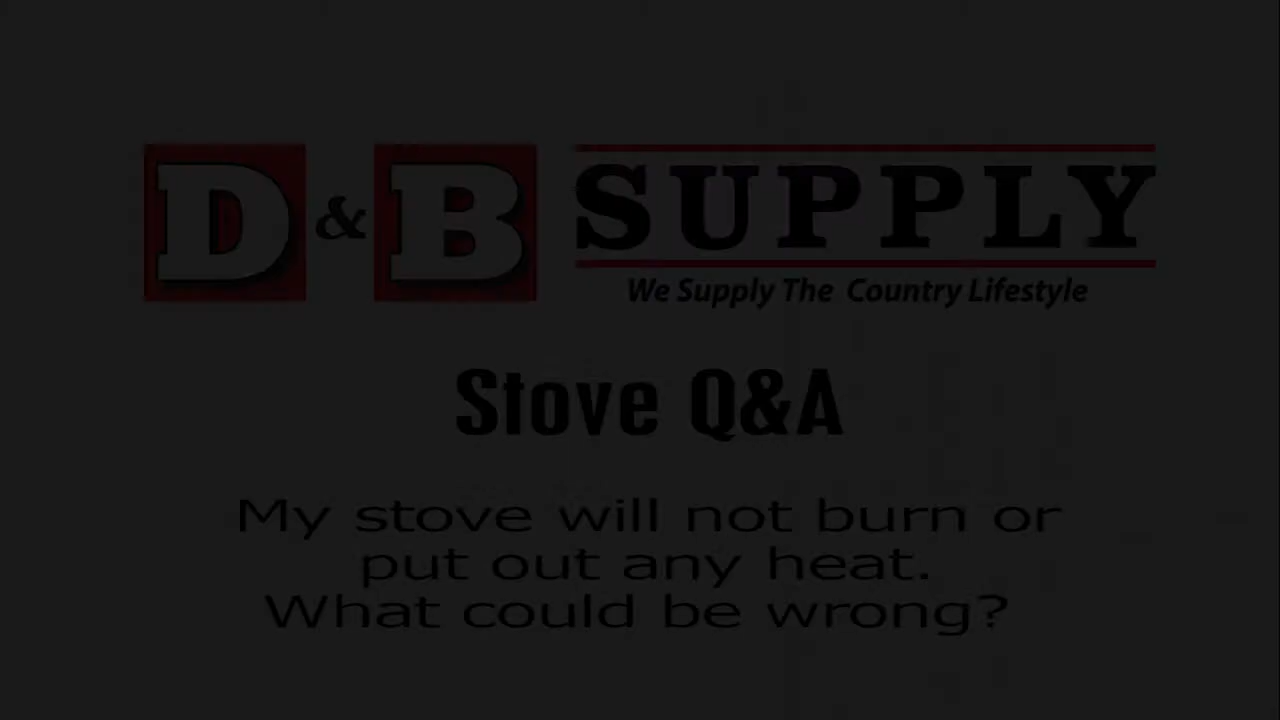 D & B SUPPLY
We Supply The Country Lifestyle
Stove Q&A
My stove will not burn or
put out any heat.
What could be wrong?